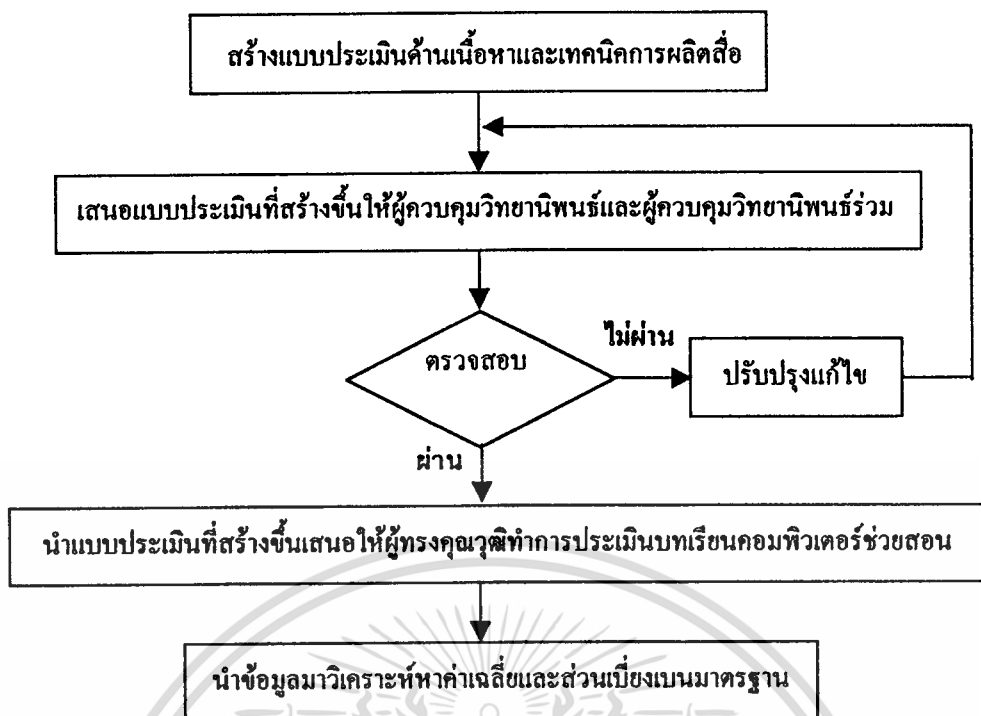 สร้างแบบประเมินด้านเนื้อหาและเทคนิคการผลิตสื่อ
เสนอแบบประเมินที่สร้างขึ้นให้ผู้ควบคุมวิทยานิพนธ์และผู้ควบคุมวิทยานิพนธ์ร่วม
ตรวจสอบ
ไม่ผ่าน
ปรับปรุงแก้ไข
ผ่าน
นำแบบประเมินที่สร้างขึ้นเสนอให้ผู้ทรงคุณวุฒิทำการประเมินบทเรียนคอมพิวเตอร์ช่วยสอน
นำข้อมูลมาวิเคราะห์หาค่าเฉลี่ยและส่วนเบี่ยงเบนมาตรฐาน